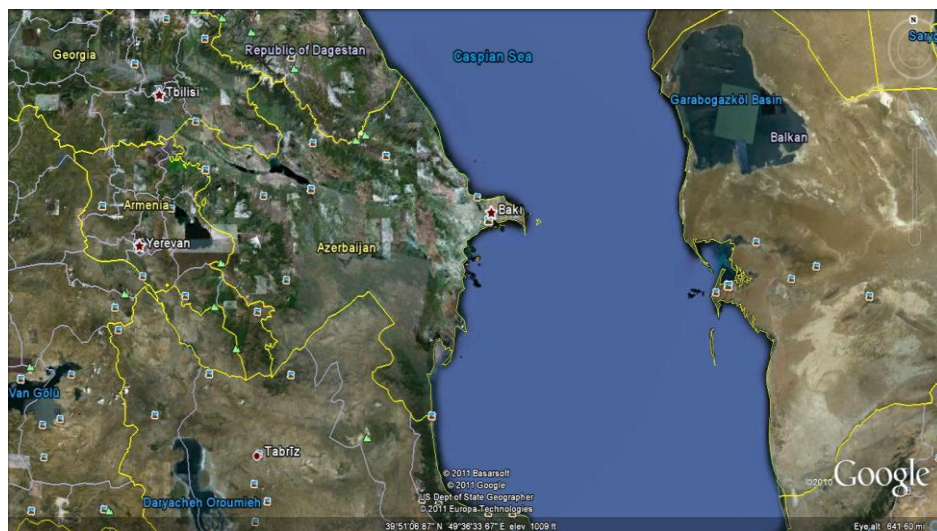 Georgia
Republic of Dagestan
Caspian Sea
N
Tbilisi
Garabogazköl Basin
Balkan
Armenia
Bakı
Yerevan
Azerbaijan
Van Gölü
Tabrīz
© 2011 Basarsoft
© 2011 Google
US Dept of State Geographer
© 2011 Europa Technologies
©2010 Google
Daryacheh Oroumieh
39°51'06.87" N 49°36'33.67" E elev 1009 ft
Eye alt 641.60 mi